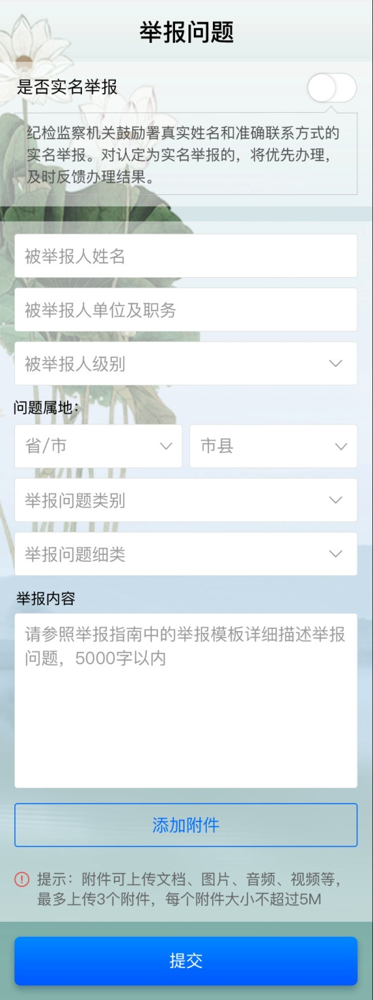 举报问题
是否实名举报
纪检监察机关鼓励署真实姓名和准确联系方式的
实名举报。对认定为实名举报的，将优先办理，
及时反馈办理结果。
被举报人姓名
被举报人单位及职务
被举报人级别
问题属地：
省/市
市县
举报问题类别
举报问题细类
举报内容
请参照举报指南中的举报模板详细描述举报
问题，5000字以内
添加附件
提示：附件可上传文档、图片、音频、视频等，
最多上传3个附件，每个附件大小不超过5M
提交